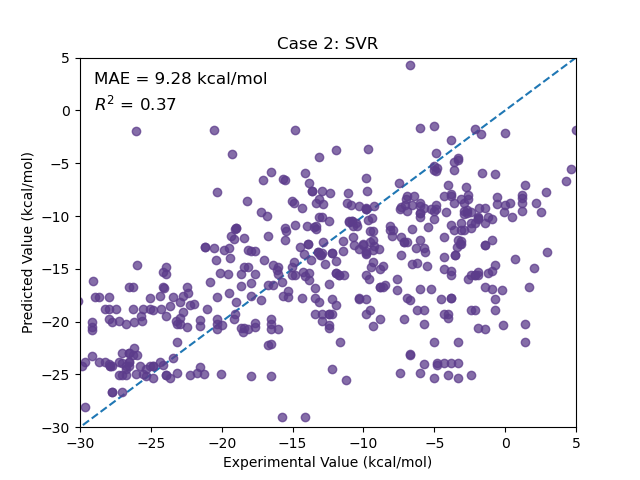 Case 2: SVR
MAE = 9.28 kcal/mol
R² = 0.37
Predicted Value (kcal/mol)
5
0
−5
−10
−15
−20
−25
−30
−30 −25 −20 −15 −10 −5 0 5
Experimental Value (kcal/mol)